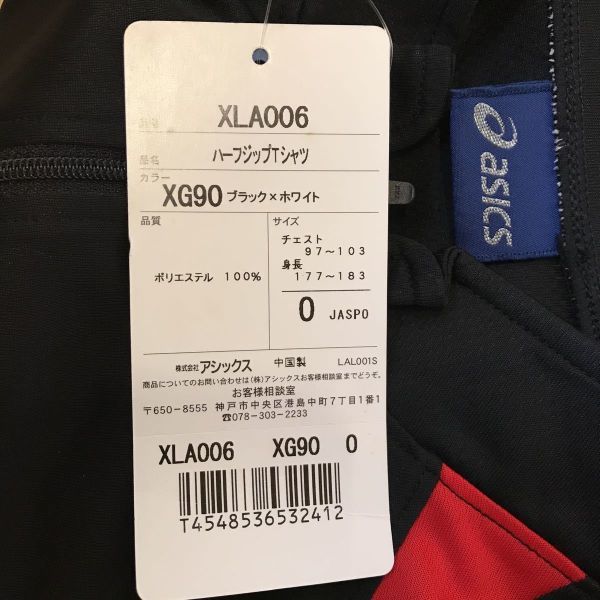 品番 XLA006
品名 ハーフジップTシャツ
カラー
XG90 ブラック×ホワイト
品質 サイズ
チェスト
97～103
身長
ポリエステル 100% 177～183
O JASPO
株式会社アシックス 中国製 LAL001S
商品についてのお問い合わせは(株)アシックスお客様相談室までどうぞ。
お客様相談室
〒650-8555 神戸市中央区港島中町7丁目1番1
☎078-303-2233
XLA006 XG90 O
T4548536532412
asics